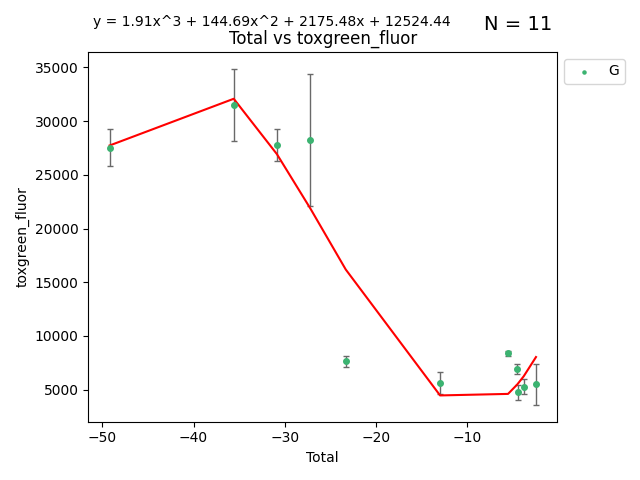 y = 1.91x^3 + 144.69x^2 + 2175.48x + 12524.44
N = 11
Total vs toxgreen_fluor
G
35000
30000
25000
20000
15000
10000
5000
toxgreen_fluor
−50
−40
−30
−20
−10
Total